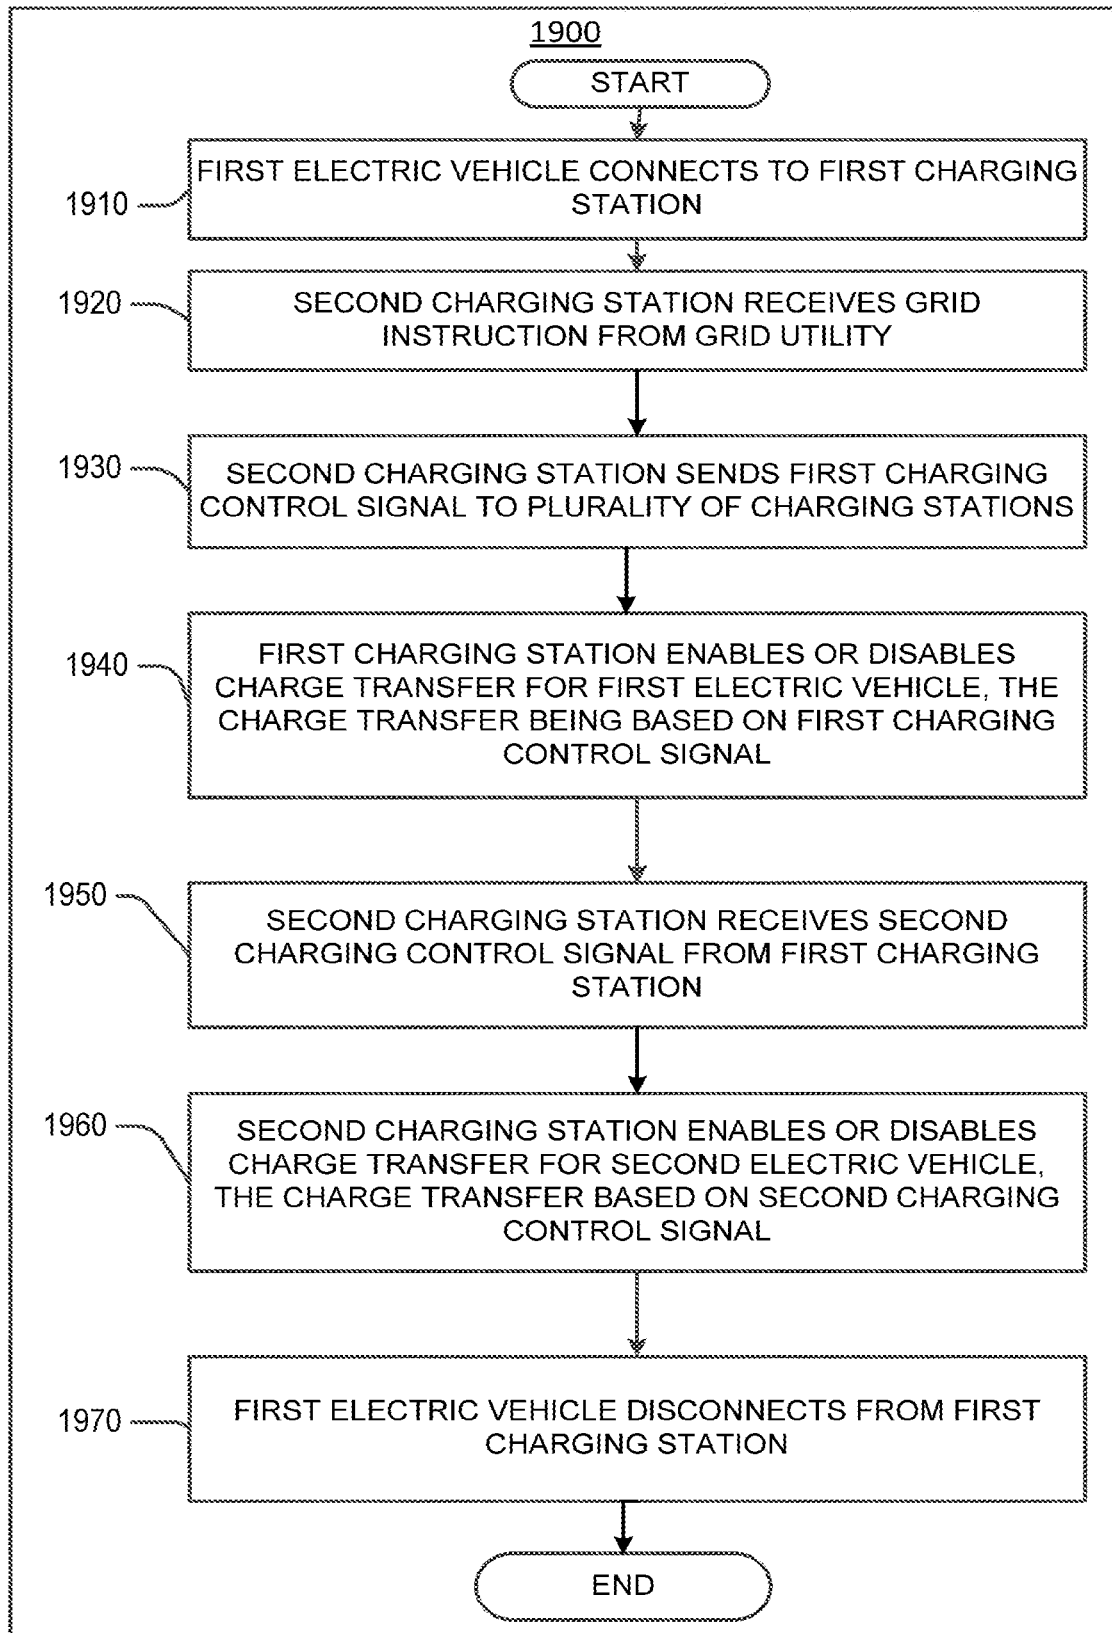 1900
START
FIRST ELECTRIC VEHICLE CONNECTS TO FIRST CHARGING
STATION
1910
SECOND CHARGING STATION RECEIVES GRID
INSTRUCTION FROM GRID UTILITY
1920
SECOND CHARGING STATION SENDS FIRST CHARGING
CONTROL SIGNAL TO PLURALITY OF CHARGING STATIONS
1930
FIRST CHARGING STATION ENABLES OR DISABLES
CHARGE TRANSFER FOR FIRST ELECTRIC VEHICLE, THE
CHARGE TRANSFER BEING BASED ON FIRST CHARGING
CONTROL SIGNAL
1940
SECOND CHARGING STATION RECEIVES SECOND
CHARGING CONTROL SIGNAL FROM FIRST CHARGING
STATION
1950
SECOND CHARGING STATION ENABLES OR DISABLES
CHARGE TRANSFER FOR SECOND ELECTRIC VEHICLE,
THE CHARGE TRANSFER BASED ON SECOND CHARGING
CONTROL SIGNAL
1960
FIRST ELECTRIC VEHICLE DISCONNECTS FROM FIRST
CHARGING STATION
1970
END